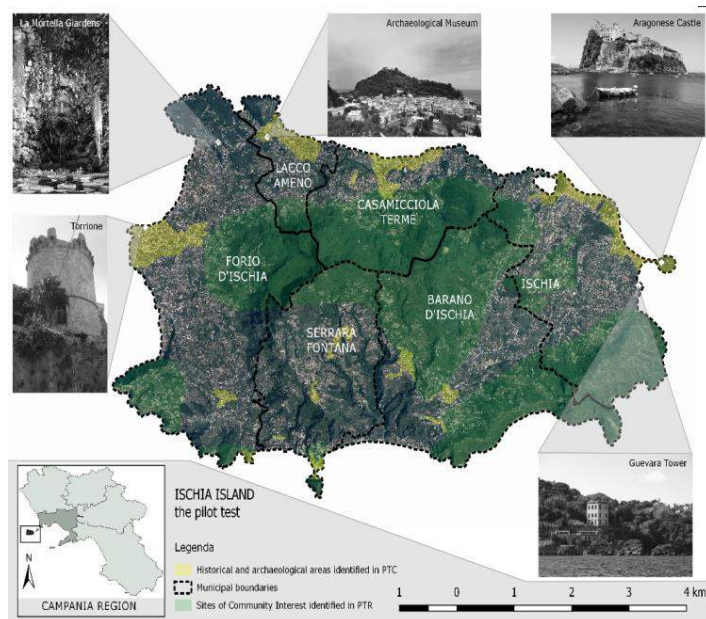 La Mortella Giardens
Archaeological Museum
Aragonese Castle
LACCO
AMENO
CASAMICCIOLA
TERME
Torrione
FORIO
D'ISCHIA
ISCHIA
BARANO
D'ISCHIA
SERRARA
FONTANA
Guevara Tower
ISCHIA ISLAND
the pilot test
Legenda
Historical and archaeological areas identified in PTC
Municipal boundaries
Sites of Community Interest identified in PTR
N
CAMPANIA REGION
1 0 1 2 3 4 km